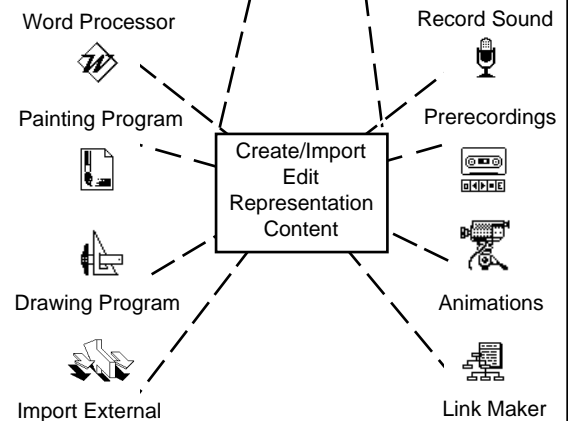 Word Processor
Record Sound
Painting Program
Prerecordings
Create/Import
Edit
Representation
Content
Drawing Program
Animations
Import External
Link Maker